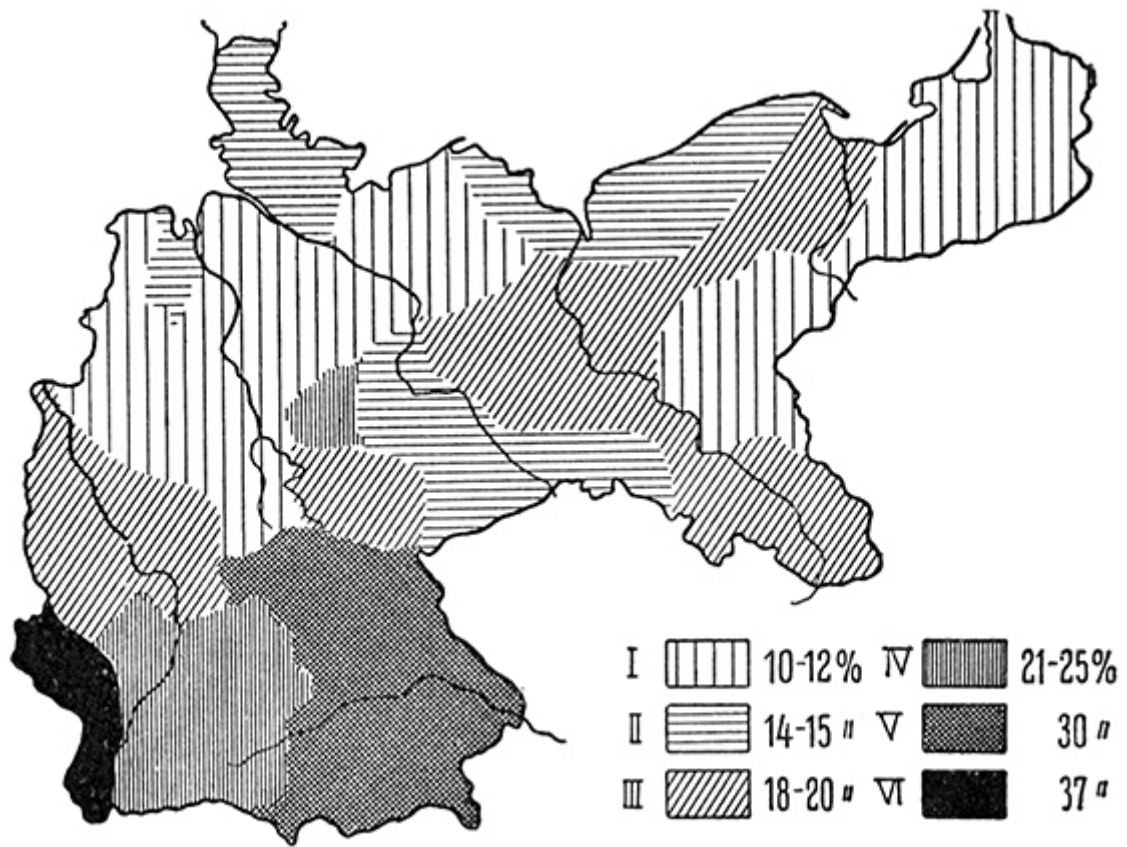 I 10-12% IV 21-25%
II 14-15 " V 30 "
III 18-20 " VI 37 "